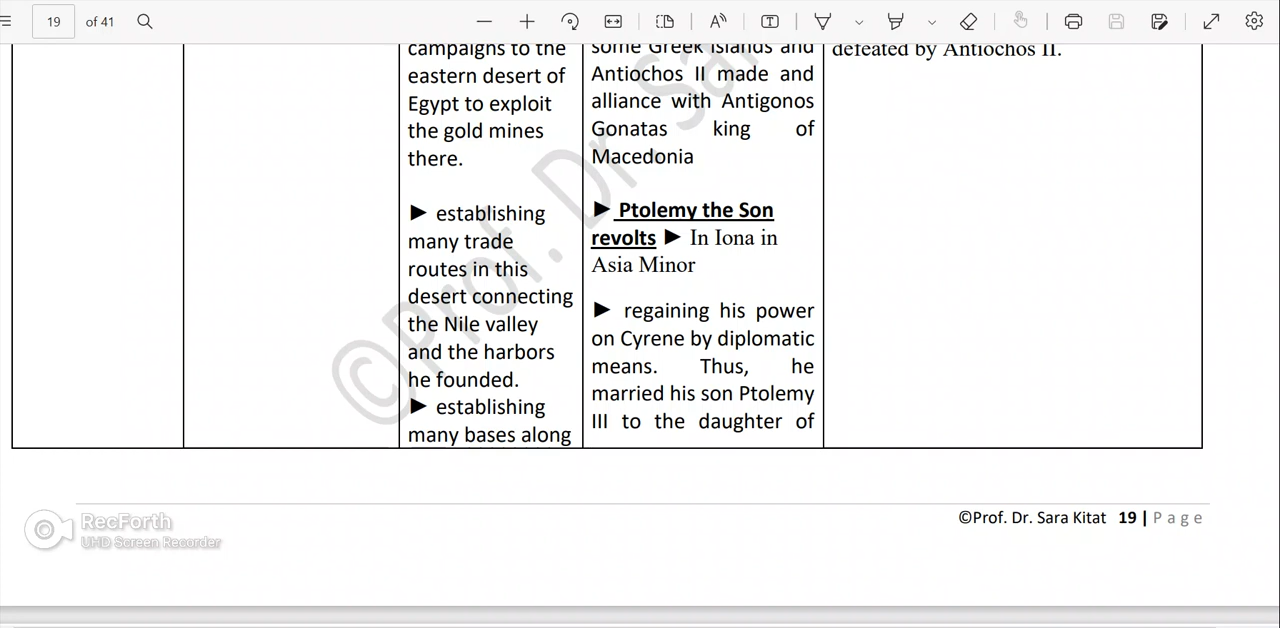 19 of 41
campaigns to the
eastern desert of
Egypt to exploit
the gold mines
there.
► establishing
many trade
routes in this
desert connecting
the Nile valley
and the harbors
he founded.
► establishing
many bases along
some Greek islands and
Antiochos II made and
alliance with Antigonos
Gonatas king of
Macedonia
► Ptolemy the Son
revolts ► In Iona in
Asia Minor
► regaining his power
on Cyrene by diplomatic
means. Thus, he
married his son Ptolemy
III to the daughter of
defeated by Antiochos II.
©Prof. Dr. Sa
©Prof. Dr. Sara Kitat 19 | Page
RecForth
UHD Screen Recorder